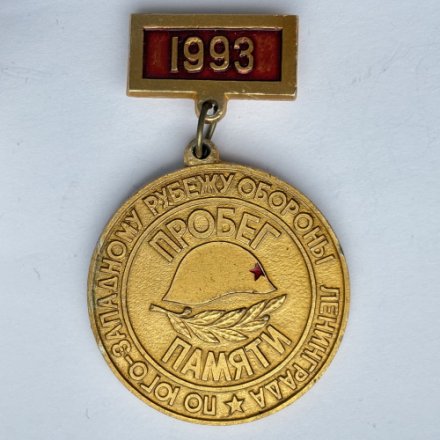 1993
ПО ЮГО-ЗАПАДНОМУ РУБЕЖУ ОБОРОНЫ ЛЕНИНГРАДА
ПРОБЕГ
ПАМЯТИ